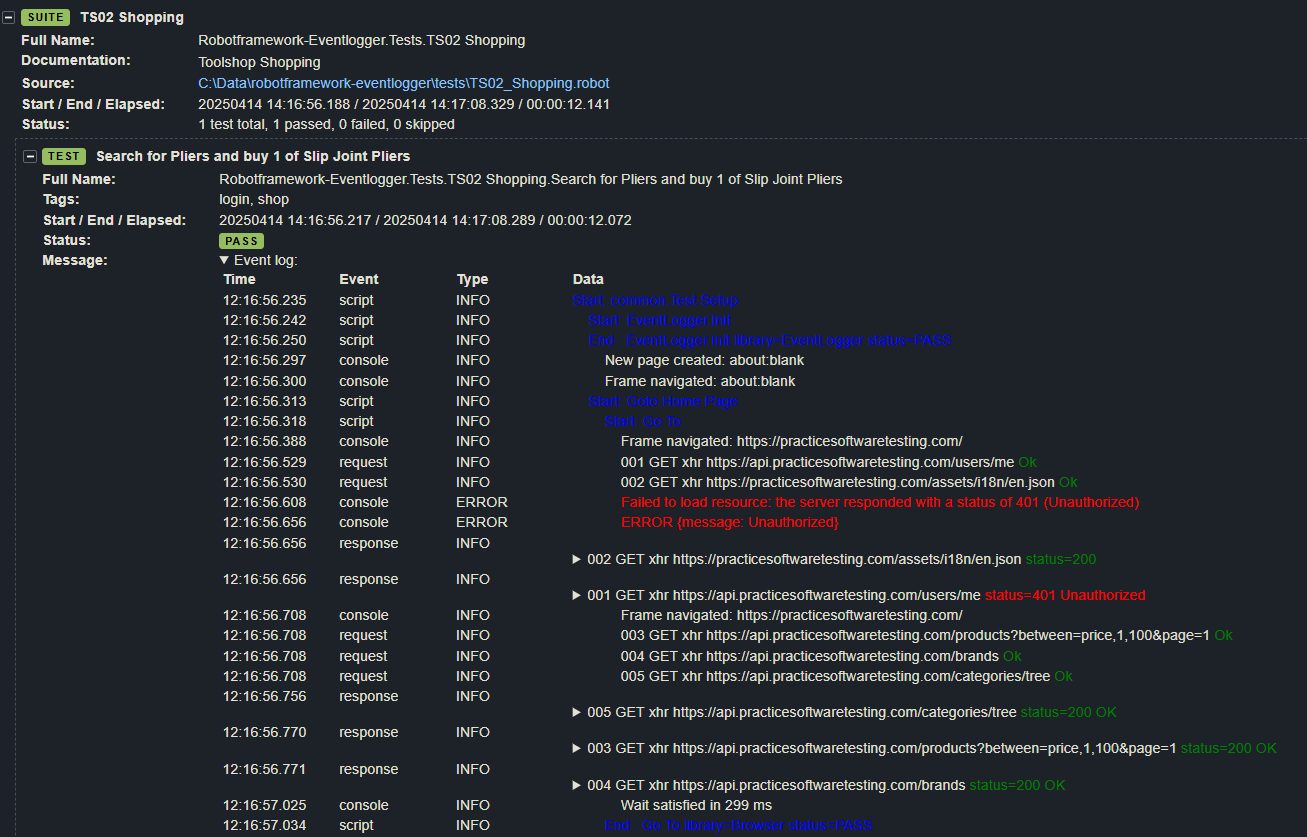 SUITE TS02 Shopping
Full Name: Robotframework-Eventlogger.Tests.TS02 Shopping
Documentation: Toolshop Shopping
Source: C:\Data\robotframework-eventlogger\tests\TS02_Shopping.robot
Start / End / Elapsed: 20250414 14:16:56.188 / 20250414 14:17:08.329 / 00:00:12.141
Status: 1 test total, 1 passed, 0 failed, 0 skipped
TEST Search for Pliers and buy 1 of Slip Joint Pliers
Full Name: Robotframework-Eventlogger.Tests.TS02 Shopping.Search for Pliers and buy 1 of Slip Joint Pliers
Tags: login, shop
Start / End / Elapsed: 20250414 14:16:56.217 / 20250414 14:17:08.289 / 00:00:12.072
Status: PASS
Message: ▼ Event log:
Time Event Type Data
12:16:56.235 script INFO Start: common.Test Setup
12:16:56.242 script INFO Start: EventLogger.Init
12:16:56.250 script INFO End : EventLogger.Init library=EventLogger status=PASS
12:16:56.297 console INFO New page created: about:blank
12:16:56.300 console INFO Frame navigated: about:blank
12:16:56.313 script INFO Start: Goto Home Page
12:16:56.318 script INFO Start: Go To
12:16:56.388 console INFO Frame navigated: https://practicesoftwaretesting.com/
12:16:56.529 request INFO 001 GET xhr https://api.practicesoftwaretesting.com/users/me Ok
12:16:56.530 request INFO 002 GET xhr https://practicesoftwaretesting.com/assets/i18n/en.json Ok
12:16:56.608 console ERROR Failed to load resource: the server responded with a status of 401 (Unauthorized)
12:16:56.656 console ERROR ERROR {message: Unauthorized}
12:16:56.656 response INFO
▶ 002 GET xhr https://practicesoftwaretesting.com/assets/i18n/en.json status=200
12:16:56.656 response INFO
▶ 001 GET xhr https://api.practicesoftwaretesting.com/users/me status=401 Unauthorized
12:16:56.708 console INFO Frame navigated: https://practicesoftwaretesting.com/
12:16:56.708 request INFO 003 GET xhr https://api.practicesoftwaretesting.com/products?between=price,1,100&page=1 Ok
12:16:56.708 request INFO 004 GET xhr https://api.practicesoftwaretesting.com/brands Ok
12:16:56.708 request INFO 005 GET xhr https://api.practicesoftwaretesting.com/categories/tree Ok
12:16:56.756 response INFO
▶ 005 GET xhr https://api.practicesoftwaretesting.com/categories/tree status=200 OK
12:16:56.770 response INFO
▶ 003 GET xhr https://api.practicesoftwaretesting.com/products?between=price,1,100&page=1 status=200 OK
12:16:56.771 response INFO
▶ 004 GET xhr https://api.practicesoftwaretesting.com/brands status=200 OK
12:16:57.025 console INFO Wait satisfied in 299 ms
12:16:57.034 script INFO End : Go To library=Browser status=PASS